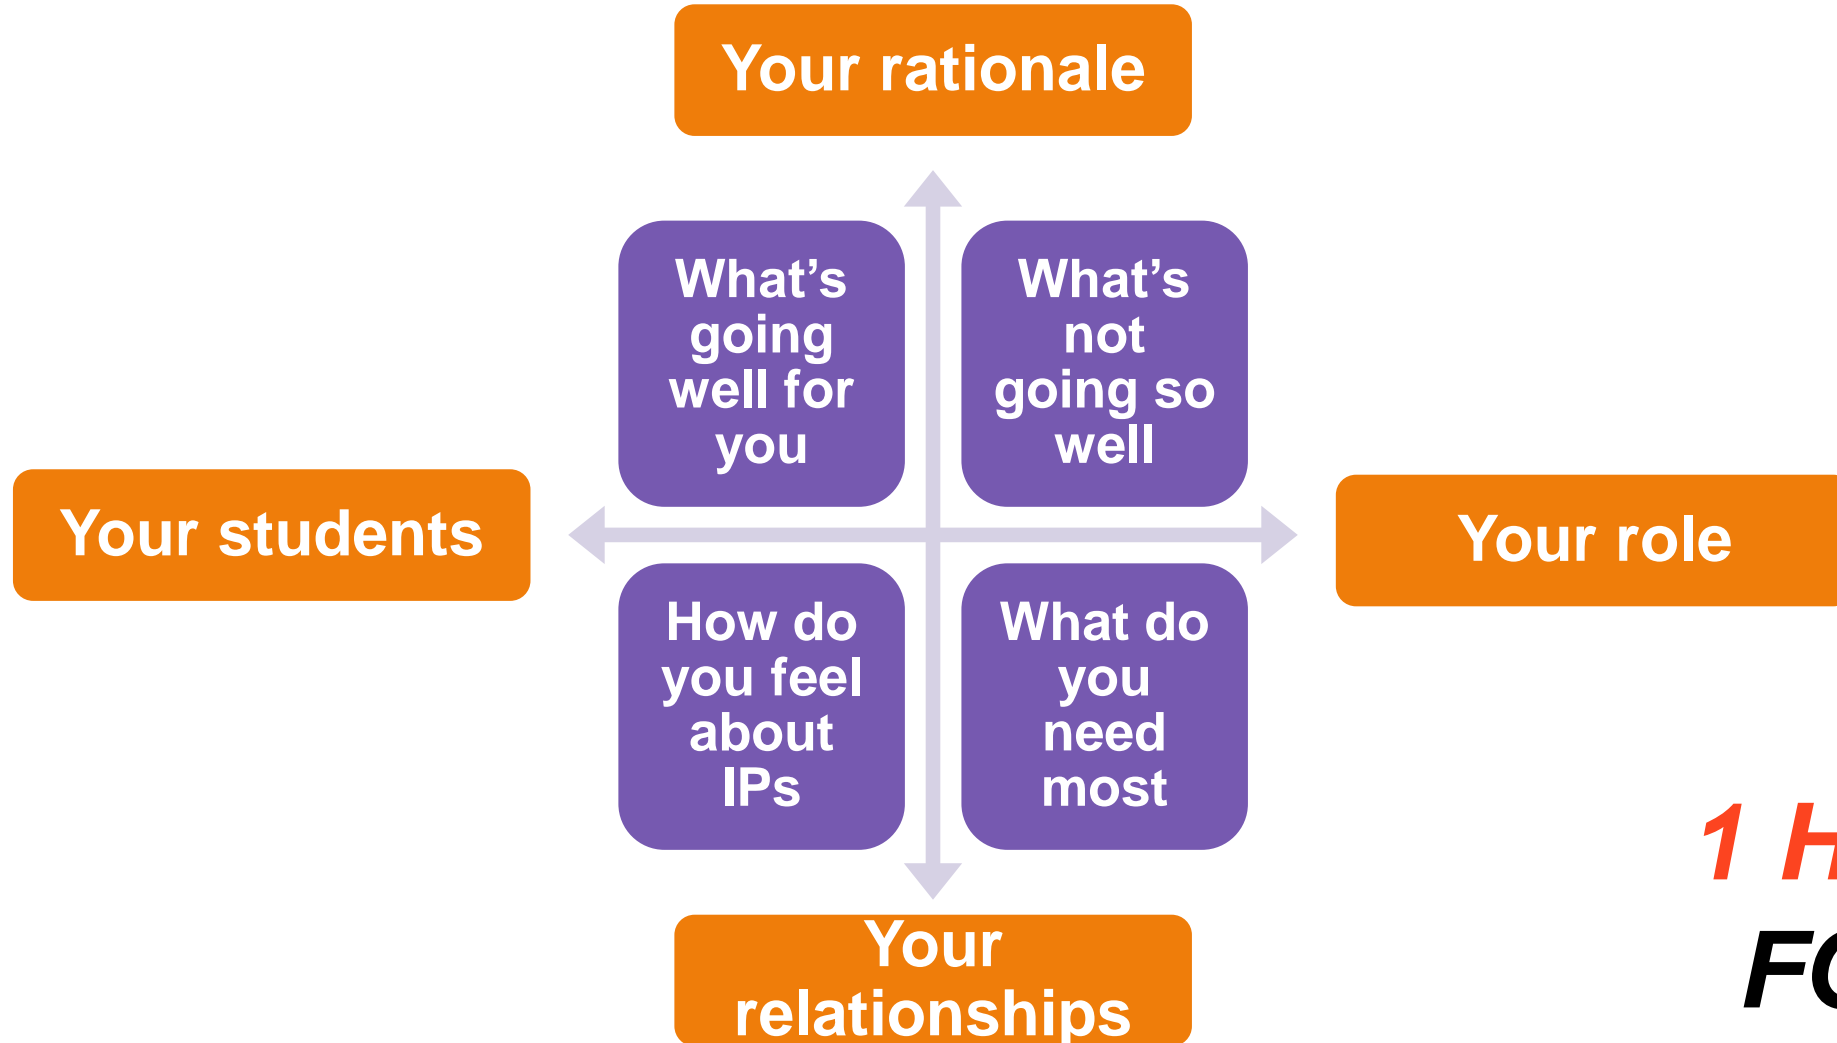 Your rationale
What’s
going
well for
you
What’s
not
going so
well
Your students
Your role
How do
you feel
about
IPs
What do
you
need
most
1
Your
relationships